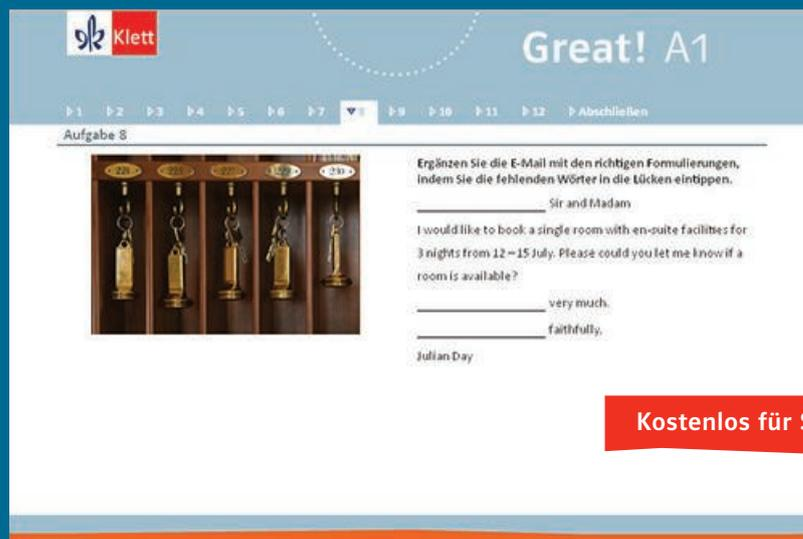 Klett
Great! A1
1 2 3 4 5 6 7 8 9 10 11 12 Abschließen
Aufgabe 8
Ergänzen Sie die E-Mail mit den richtigen Formulierungen,
indem Sie die fehlenden Wörter in die Lücken eintippen.
Sir and Madam
I would like to book a single room with en-suite facilities for
3 nights from 12 – 15 July. Please could you let me know if a
room is available?
very much.
faithfully,
Julian Day
Kostenlos für